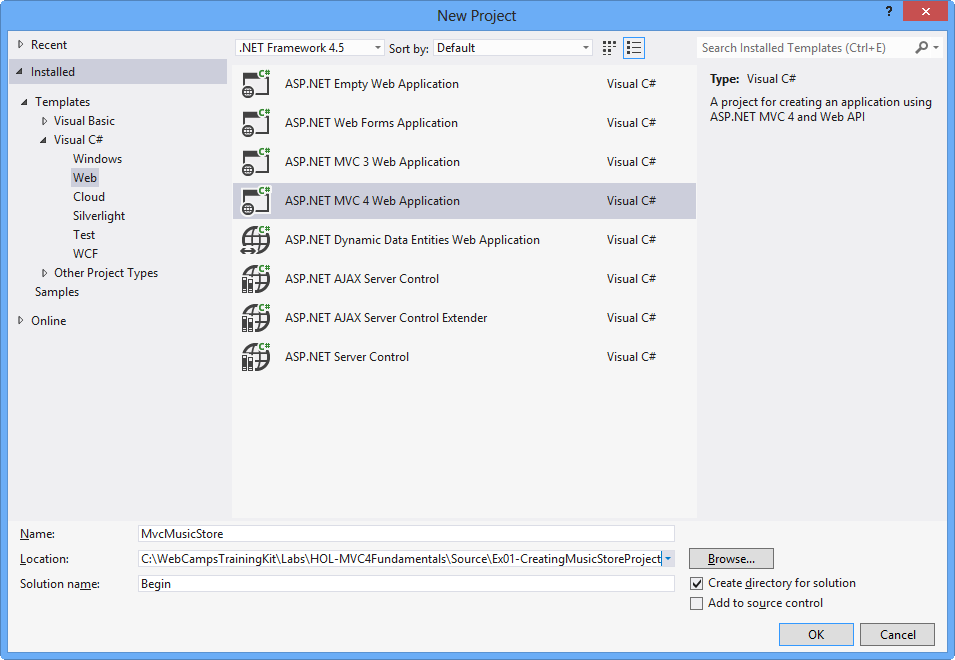 New Project
?
Recent
Installed
Templates
Visual Basic
Visual C#
Windows
Web
Cloud
Silverlight
Test
WCF
Other Project Types
Samples
Online
.NET Framework 4.5
Sort by: Default
C# ASP.NET Empty Web Application Visual C#
C# ASP.NET Web Forms Application Visual C#
C# ASP.NET MVC 3 Web Application Visual C#
C# ASP.NET MVC 4 Web Application Visual C#
C# ASP.NET Dynamic Data Entities Web Application Visual C#
C# ASP.NET AJAX Server Control Visual C#
C# ASP.NET AJAX Server Control Extender Visual C#
C# ASP.NET Server Control Visual C#
Search Installed Templates (Ctrl+E)
Type: Visual C#
A project for creating an application using
ASP.NET MVC 4 and Web API
Name: MvcMusicStore
Location: C:\WebCampsTrainingKit\Labs\HOL-MVC4Fundamentals\Source\Ex01-CreatingMusicStoreProject
Browse...
Solution name: Begin
Create directory for solution
Add to source control
OK
Cancel